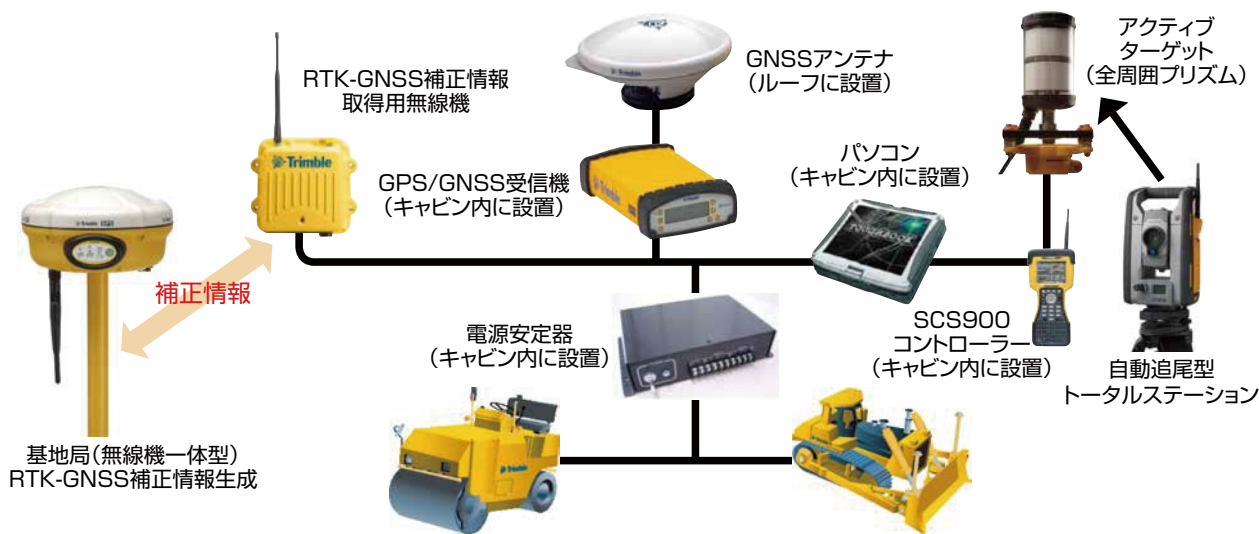 RTK-GNSS補正情報
取得用無線機
GNSSアンテナ
(ルーフに設置)
アクティブ
ターゲット
(全周囲プリズム)
Trimble
GPS/GNSS受信機
(キャビン内に設置)
パソコン
(キャビン内に設置)
TOUGHBOOK
補正情報
電源安定器
(キャビン内に設置)
SCS900
コントローラー
(キャビン内に設置)
自動追尾型
トータルステーション
基地局(無線機一体型)
RTK-GNSS補正情報生成
Trimble